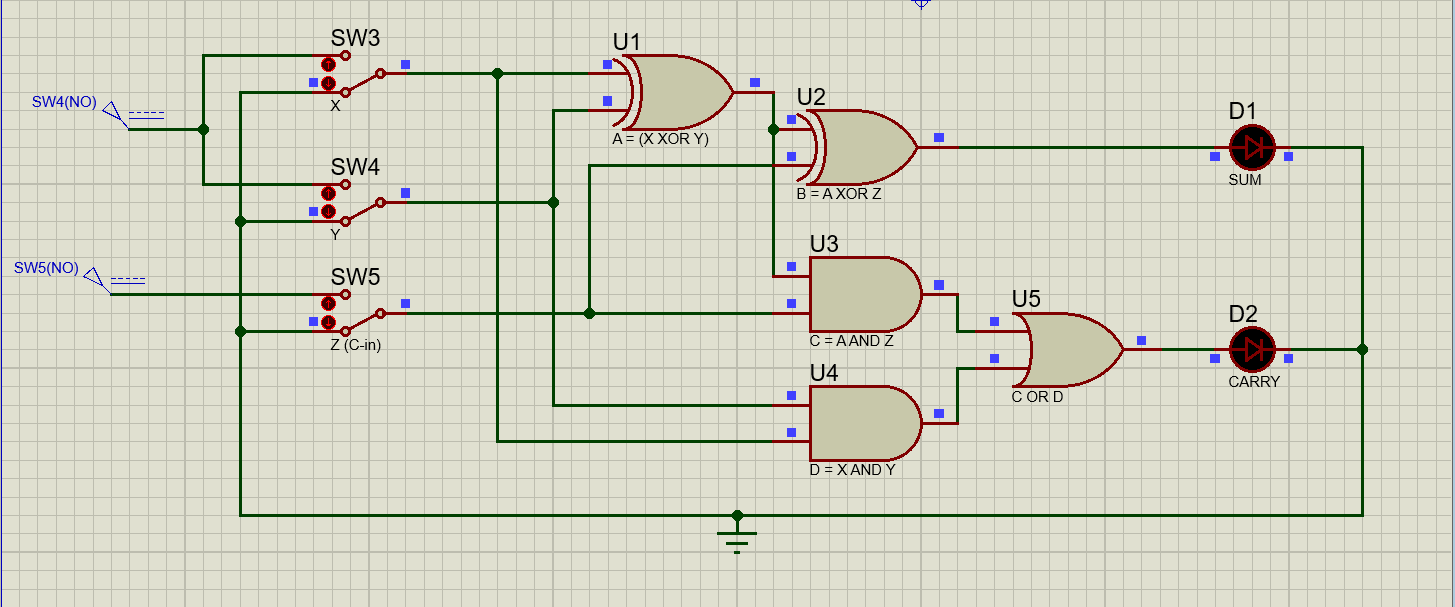 SW3
X
SW4(NO)
SW4
Y
SW5(NO)
SW5
Z (C-in)
U1
A = (X XOR Y)
U2
B = A XOR Z
U3
C = A AND Z
U4
D = X AND Y
U5
C OR D
D1
SUM
D2
CARRY